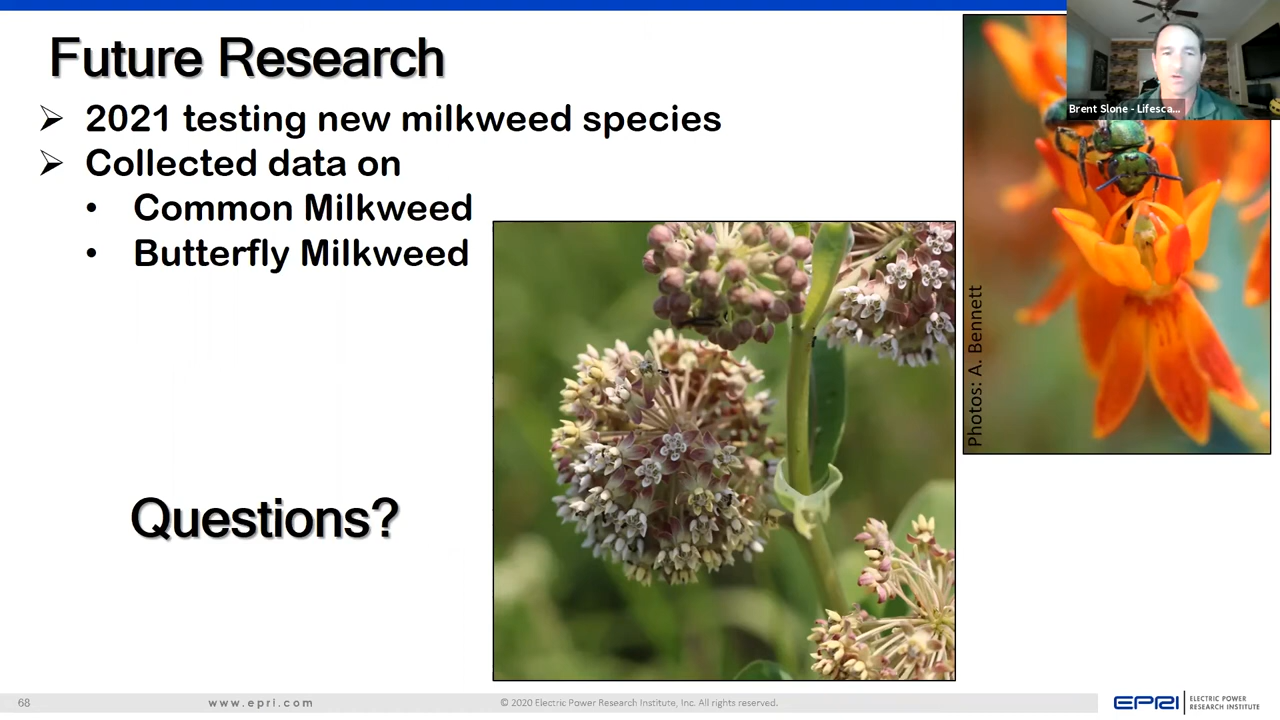 Future Research
➢ 2021 testing new milkweed species
➢ Collected data on
• Common Milkweed
• Butterfly Milkweed
Questions?
Brent Slone - Lifesca...
Photos: A. Bennett
68
www.epri.com
© 2020 Electric Power Research Institute, Inc. All rights reserved.
EPRI
ELECTRIC POWER
RESEARCH INSTITUTE